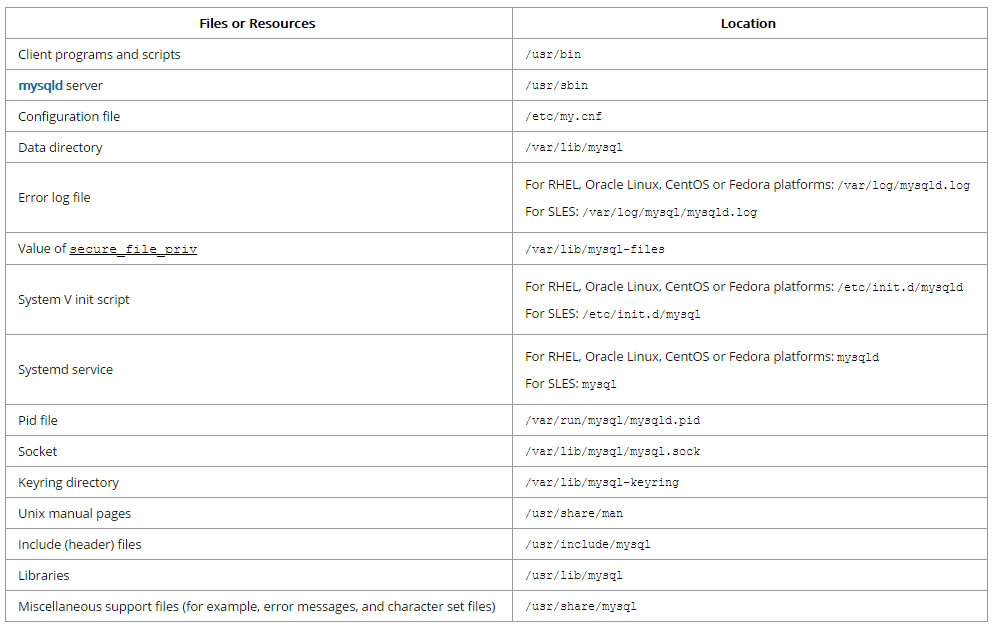 Files or Resources Location
Client programs and scripts /usr/bin
mysqld server /usr/sbin
Configuration file /etc/my.cnf
Data directory /var/lib/mysql
Error log file
For RHEL, Oracle Linux, CentOS or Fedora platforms: /var/log/mysqld.log
For SLES: /var/log/mysql/mysqld.log
Value of secure_file_priv /var/lib/mysql-files
System V init script
For RHEL, Oracle Linux, CentOS or Fedora platforms: /etc/init.d/mysqld
For SLES: /etc/init.d/mysql
Systemd service
For RHEL, Oracle Linux, CentOS or Fedora platforms: mysqld
For SLES: mysql
Pid file /var/run/mysql/mysqld.pid
Socket /var/lib/mysql/mysql.sock
Keyring directory /var/lib/mysql-keyring
Unix manual pages /usr/share/man
Include (header) files /usr/include/mysql
Libraries /usr/lib/mysql
Miscellaneous support files (for example, error messages, and character set files) /usr/share/mysql